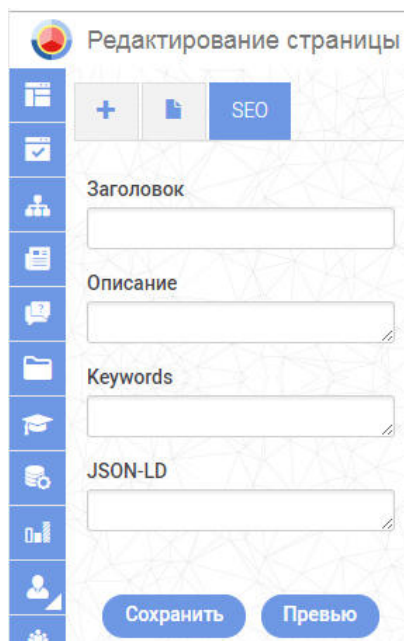 Редактирование страницы
SEO
Заголовок
Описание
Keywords
JSON-LD
Сохранить
Превью